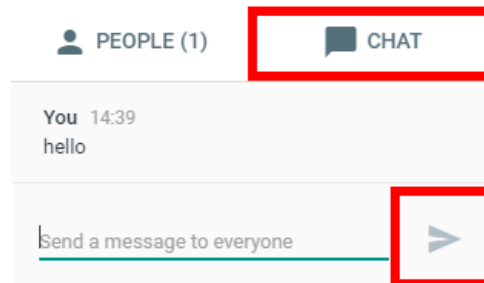 PEOPLE (1)
CHAT
You 14:39
hello
Send a message to everyone